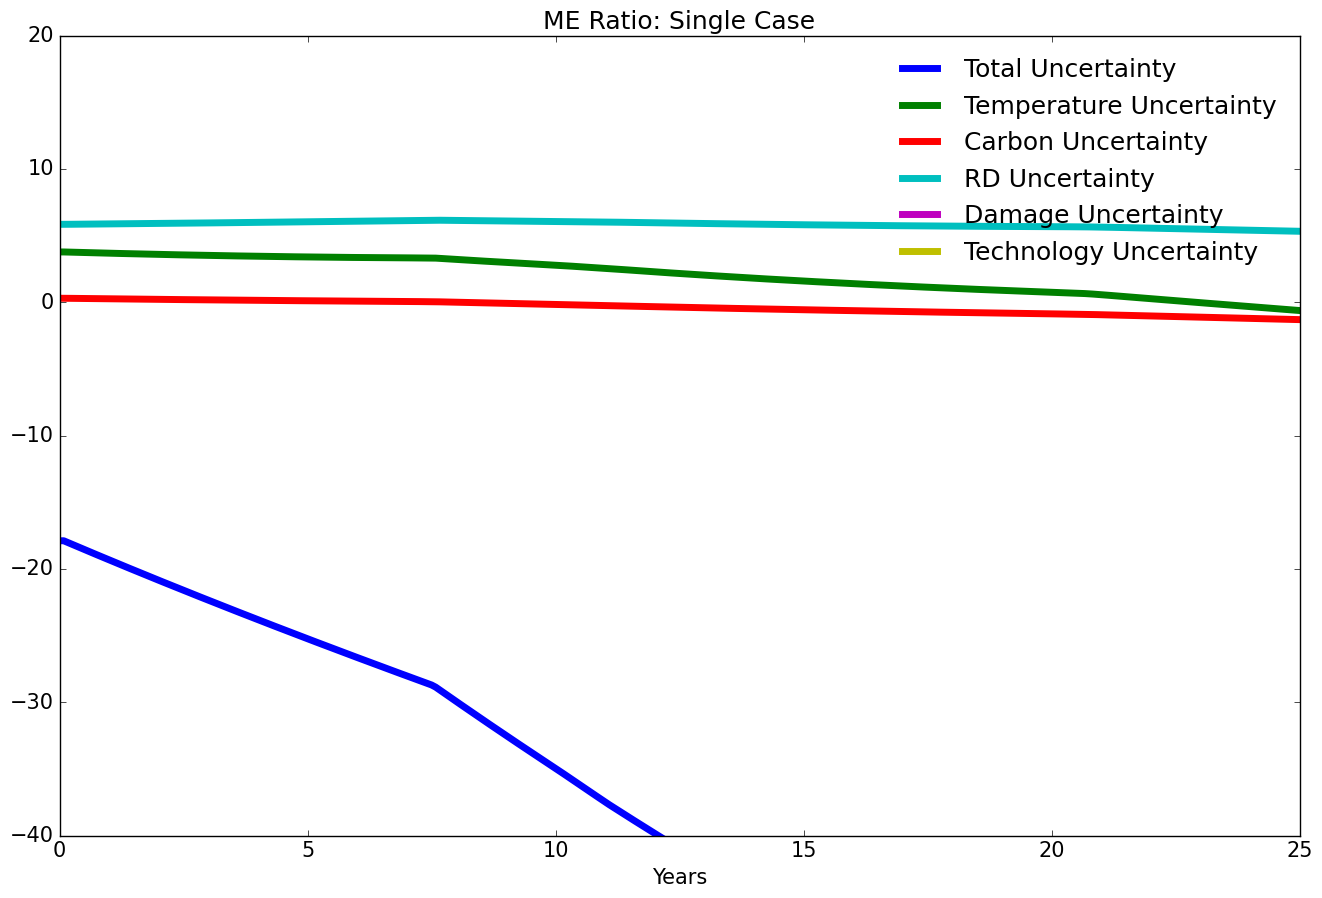 ME Ratio: Single Case
20
10
0
−10
−20
−30
−40
Total Uncertainty
Temperature Uncertainty
Carbon Uncertainty
RD Uncertainty
Damage Uncertainty
Technology Uncertainty
0 5 10 15 20 25
Years